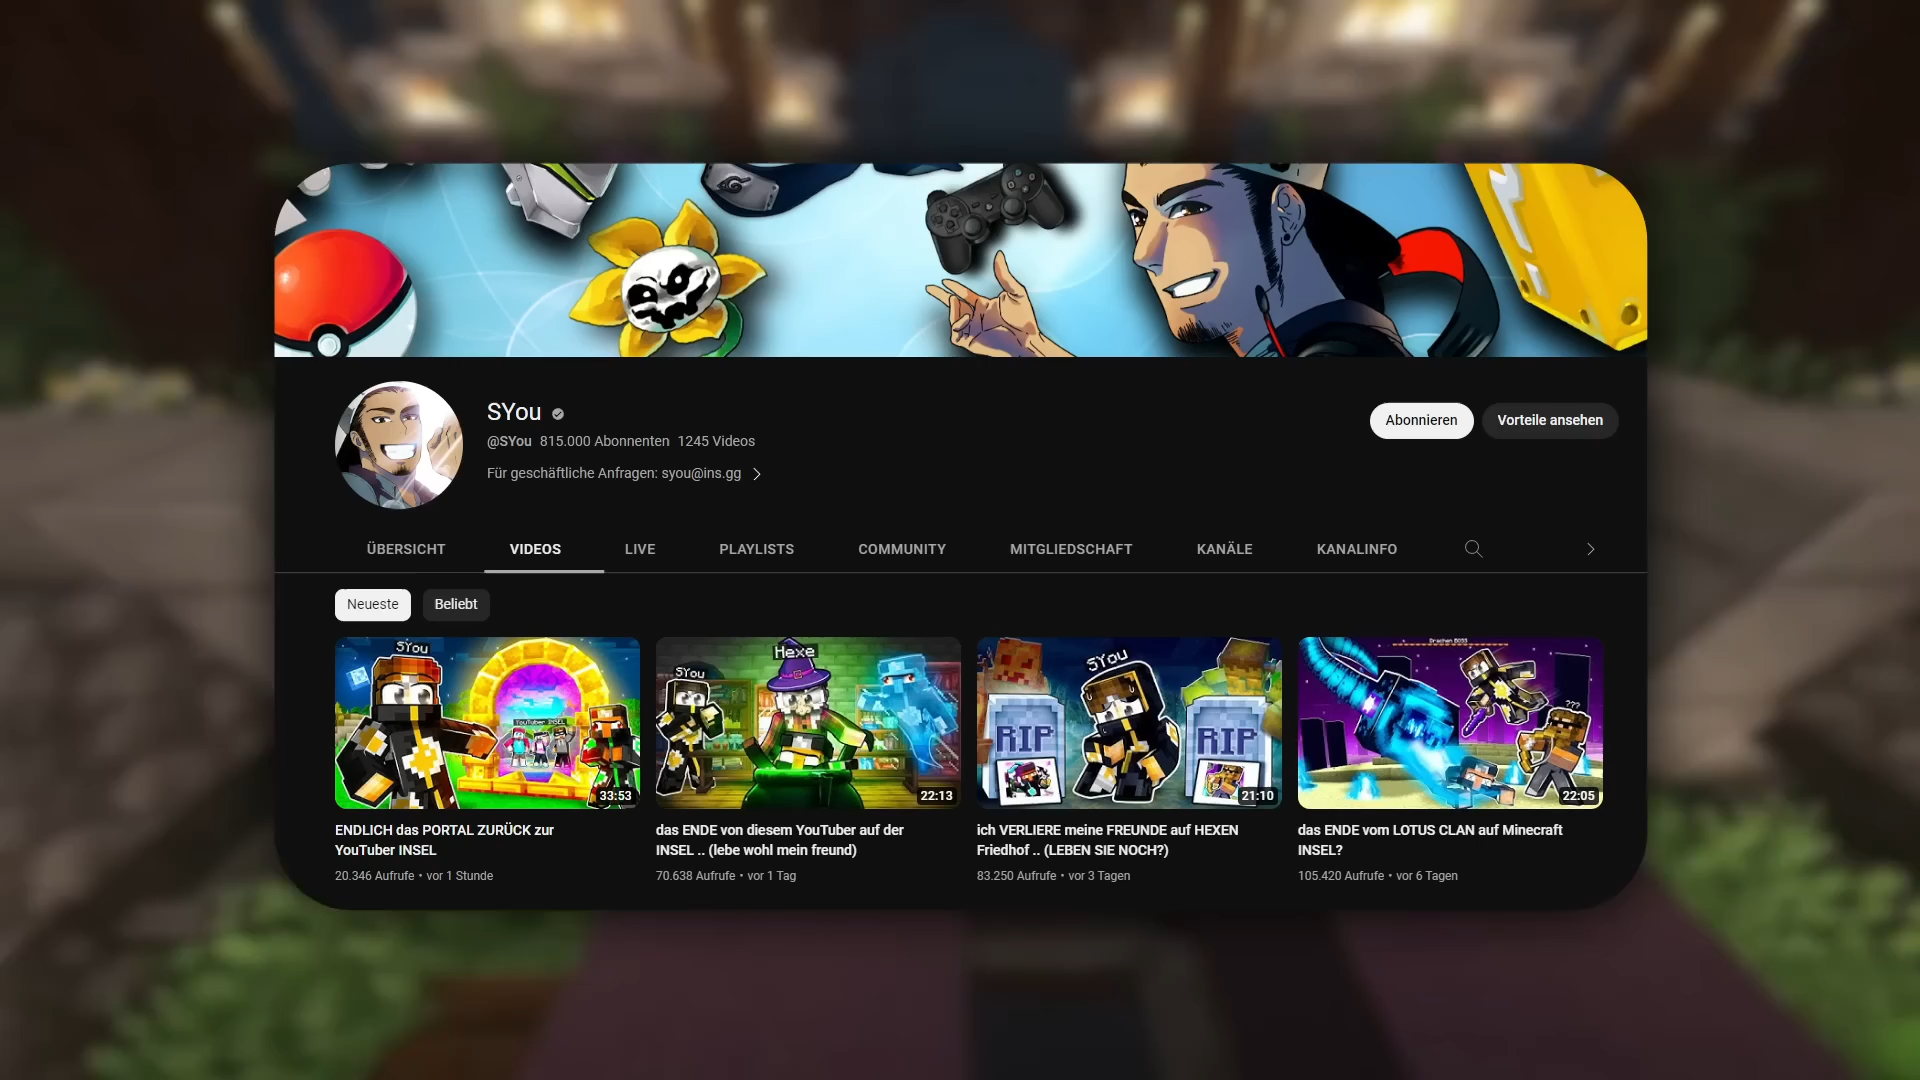 SYou
@SYou 815.000 Abonnenten 1245 Videos
Für geschäftliche Anfragen: syou@ins.gg
Abonnieren
Vorteile ansehen
ÜBERSICHT
VIDEOS
LIVE
PLAYLISTS
COMMUNITY
MITGLIEDSCHAFT
KANÄLE
KANALINFO
Neueste
Beliebt
SYou
YouTuber INSEL
33:53
SYou
Hexe
22:13
SYou
RIP
RIP
21:10
Drachen BOSS
???
22:05
ENDLICH das PORTAL ZURÜCK zur
YouTuber INSEL
20.346 Aufrufe • vor 1 Stunde
das ENDE von diesem YouTuber auf der
INSEL .. (lebe wohl mein freund)
70.638 Aufrufe • vor 1 Tag
ich VERLIERE meine FREUNDE auf HEXEN
Friedhof .. (LEBEN SIE NOCH?)
83.250 Aufrufe • vor 3 Tagen
das ENDE vom LOTUS CLAN auf Minecraft
INSEL?
105.420 Aufrufe • vor 6 Tagen